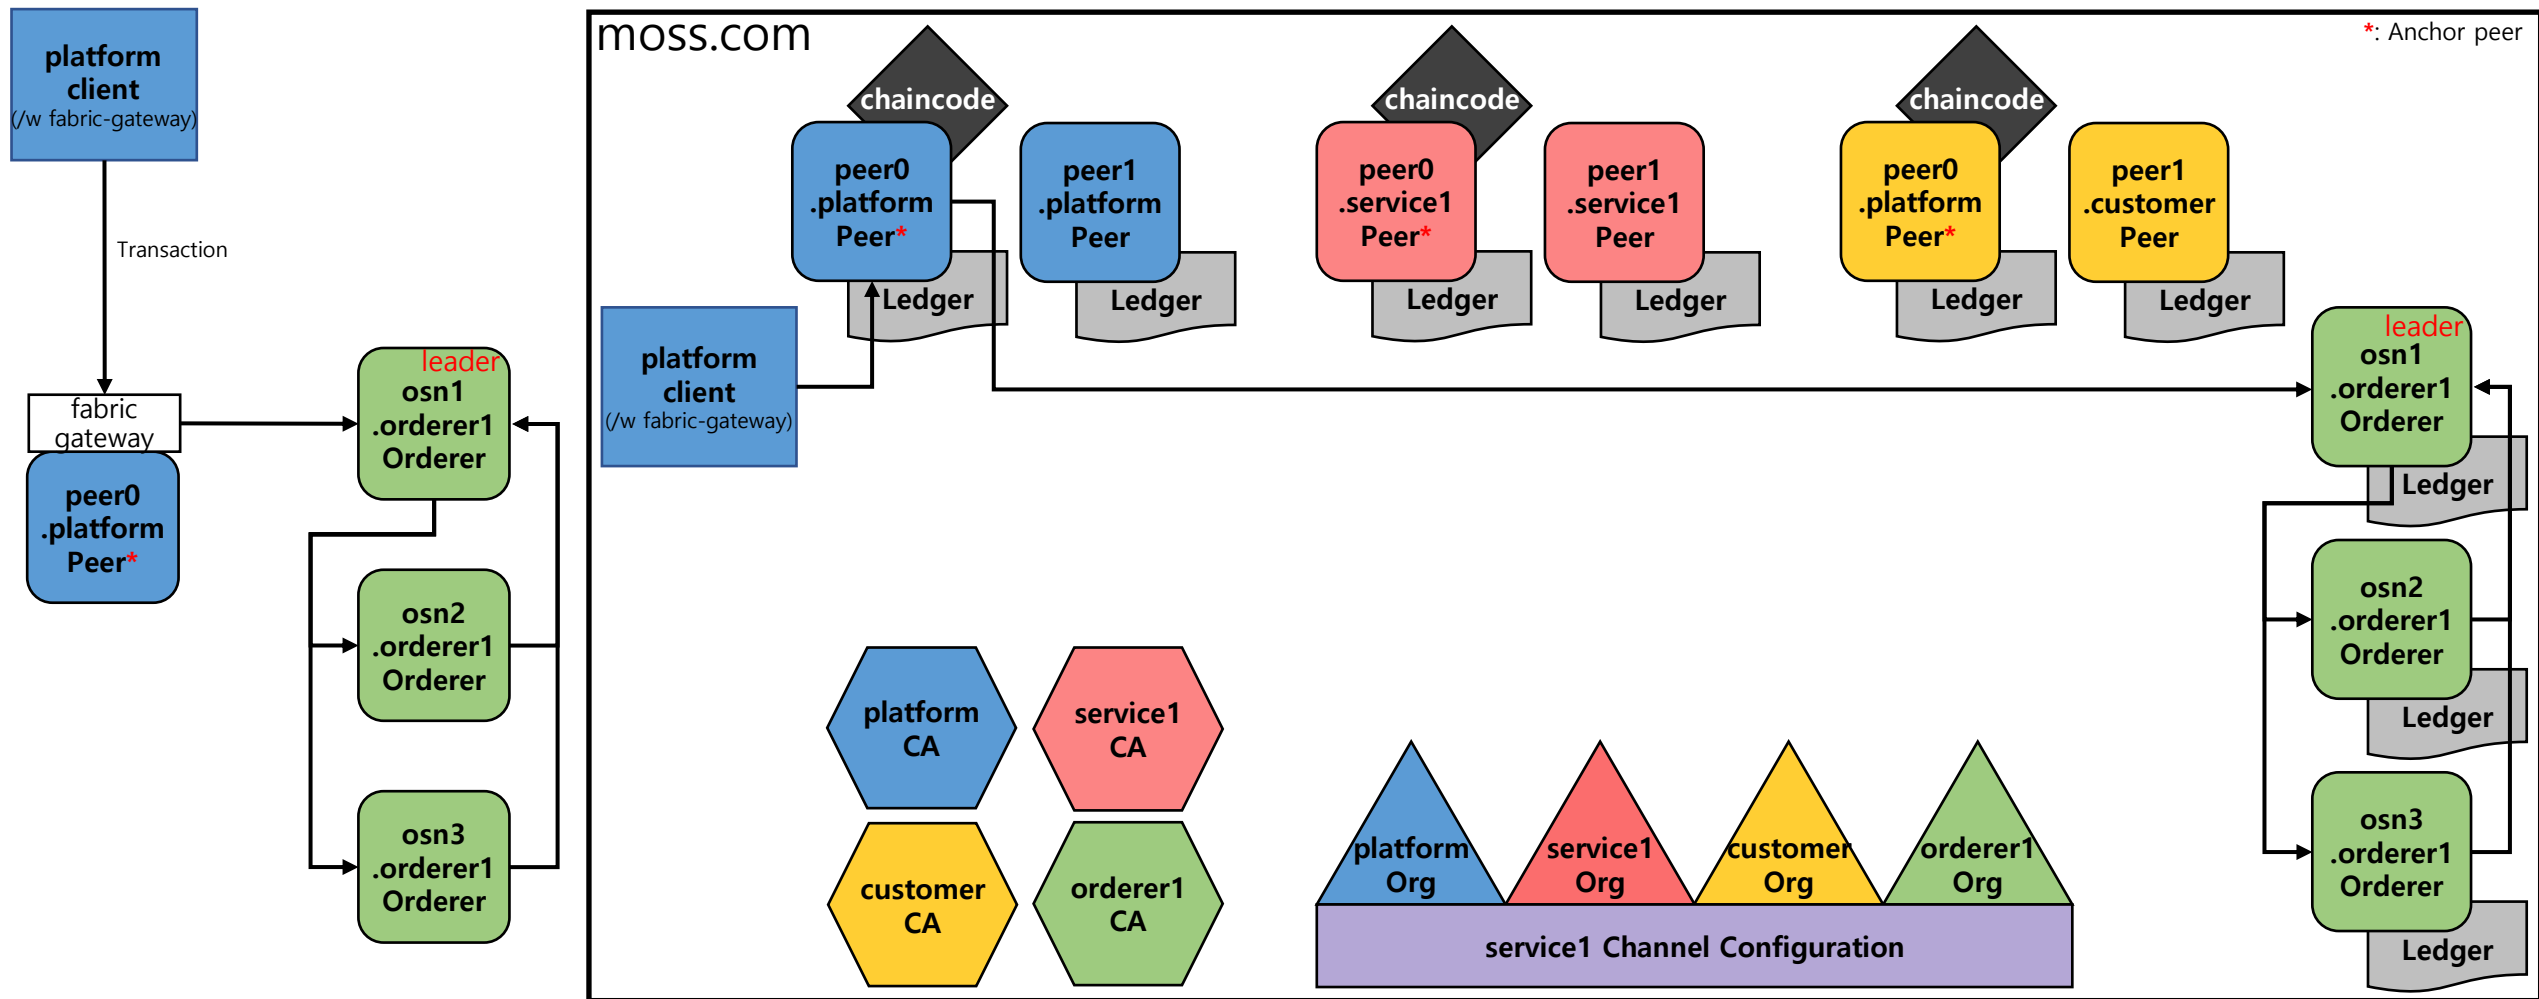 platform
client
(/w fabric-gateway)
Transaction
fabric
gateway
peer0
.platform
Peer*
leader
osn1
.orderer1
Orderer
osn2
.orderer1
Orderer
osn3
.orderer1
Orderer
moss.com
*: Anchor peer
chaincode
peer0
.platform
Peer*
Ledger
peer1
.platform
Peer
Ledger
chaincode
peer0
.service1
Peer*
Ledger
peer1
.service1
Peer
Ledger
chaincode
peer0
.platform
Peer*
Ledger
peer1
.customer
Peer
Ledger
platform
client
(/w fabric-gateway)
leader
osn1
.orderer1
Orderer
Ledger
osn2
.orderer1
Orderer
Ledger
osn3
.orderer1
Orderer
Ledger
platform
CA
service1
CA
customer
CA
orderer1
CA
platform
Org
service1
Org
customer
Org
orderer1
Org
service1 Channel Configuration